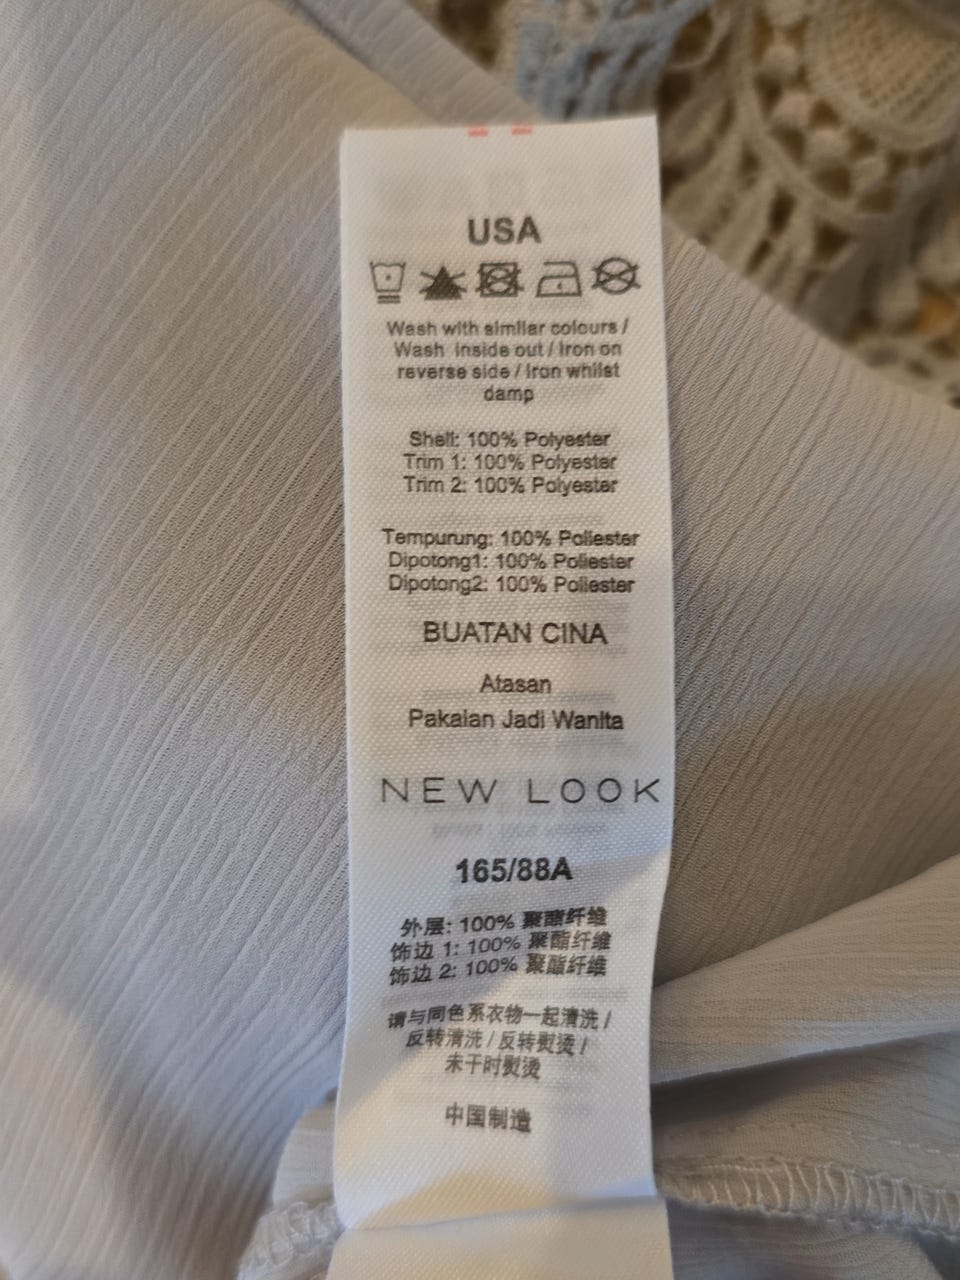 USA
Wash with similar colours /
Wash inside out / Iron on
reverse side / Iron whilst
damp
Shell: 100% Polyester
Trim 1: 100% Polyester
Trim 2: 100% Polyester
Tempurung: 100% Poliester
Dipotong1: 100% Poliester
Dipotong2: 100% Poliester
BUATAN CINA
Atasan
Pakaian Jadi Wanita
NEW LOOK
165/88A
外层: 100% 聚酯纤维
饰边 1: 100% 聚酯纤维
饰边 2: 100% 聚酯纤维
请与同色系衣物一起清洗 /
反转清洗 / 反转熨烫 /
未干时熨烫
中国制造